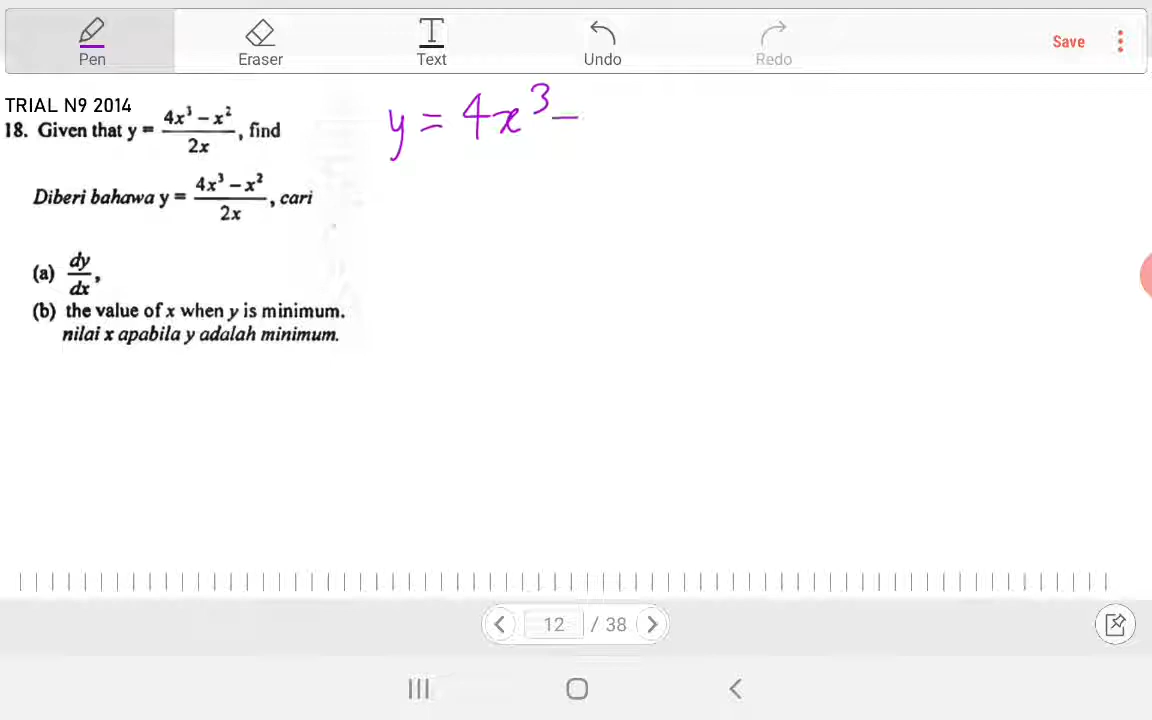 Pen Eraser Text Undo Redo Save
TRIAL N9 2014
18. Given that y = (4x³ – x²)/2x, find
y = 4x³ –
Diberi bahawa y = (4x³ – x²)/2x, cari
(a) dy/dx,
(b) the value of x when y is minimum.
nilai x apabila y adalah minimum.
12 / 38